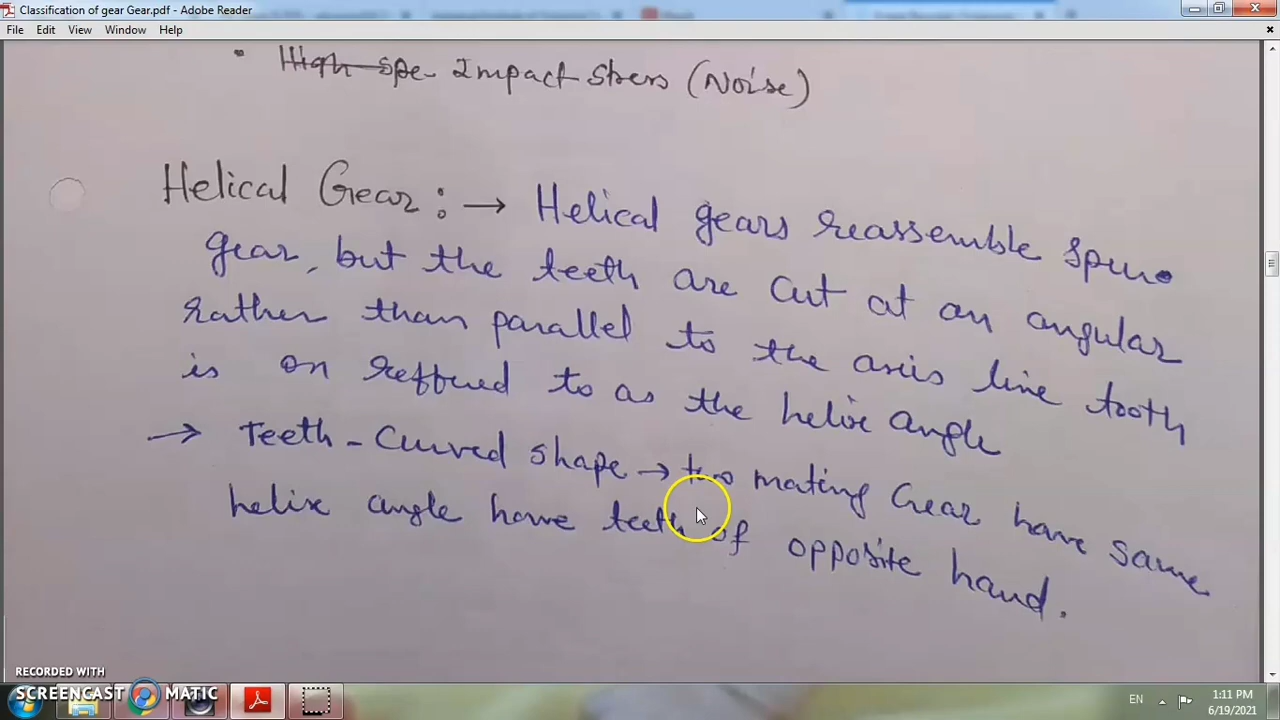 Classification of gear Gear.pdf - Adobe Reader
File Edit View Window Help
• High spe Impact stress (Noise)
Helical Gear : → Helical gears reassemble spur
gear, but the teeth are cut at an angular
rather than parallel to the axis line tooth
is on reffured to as the helix angle
→ Teeth - Curved shape → two mating Gear have same
helix angle have teeth of opposite hand.
RECORDED WITH
SCREENCAST MATIC
EN
1:11 PM
6/19/2021